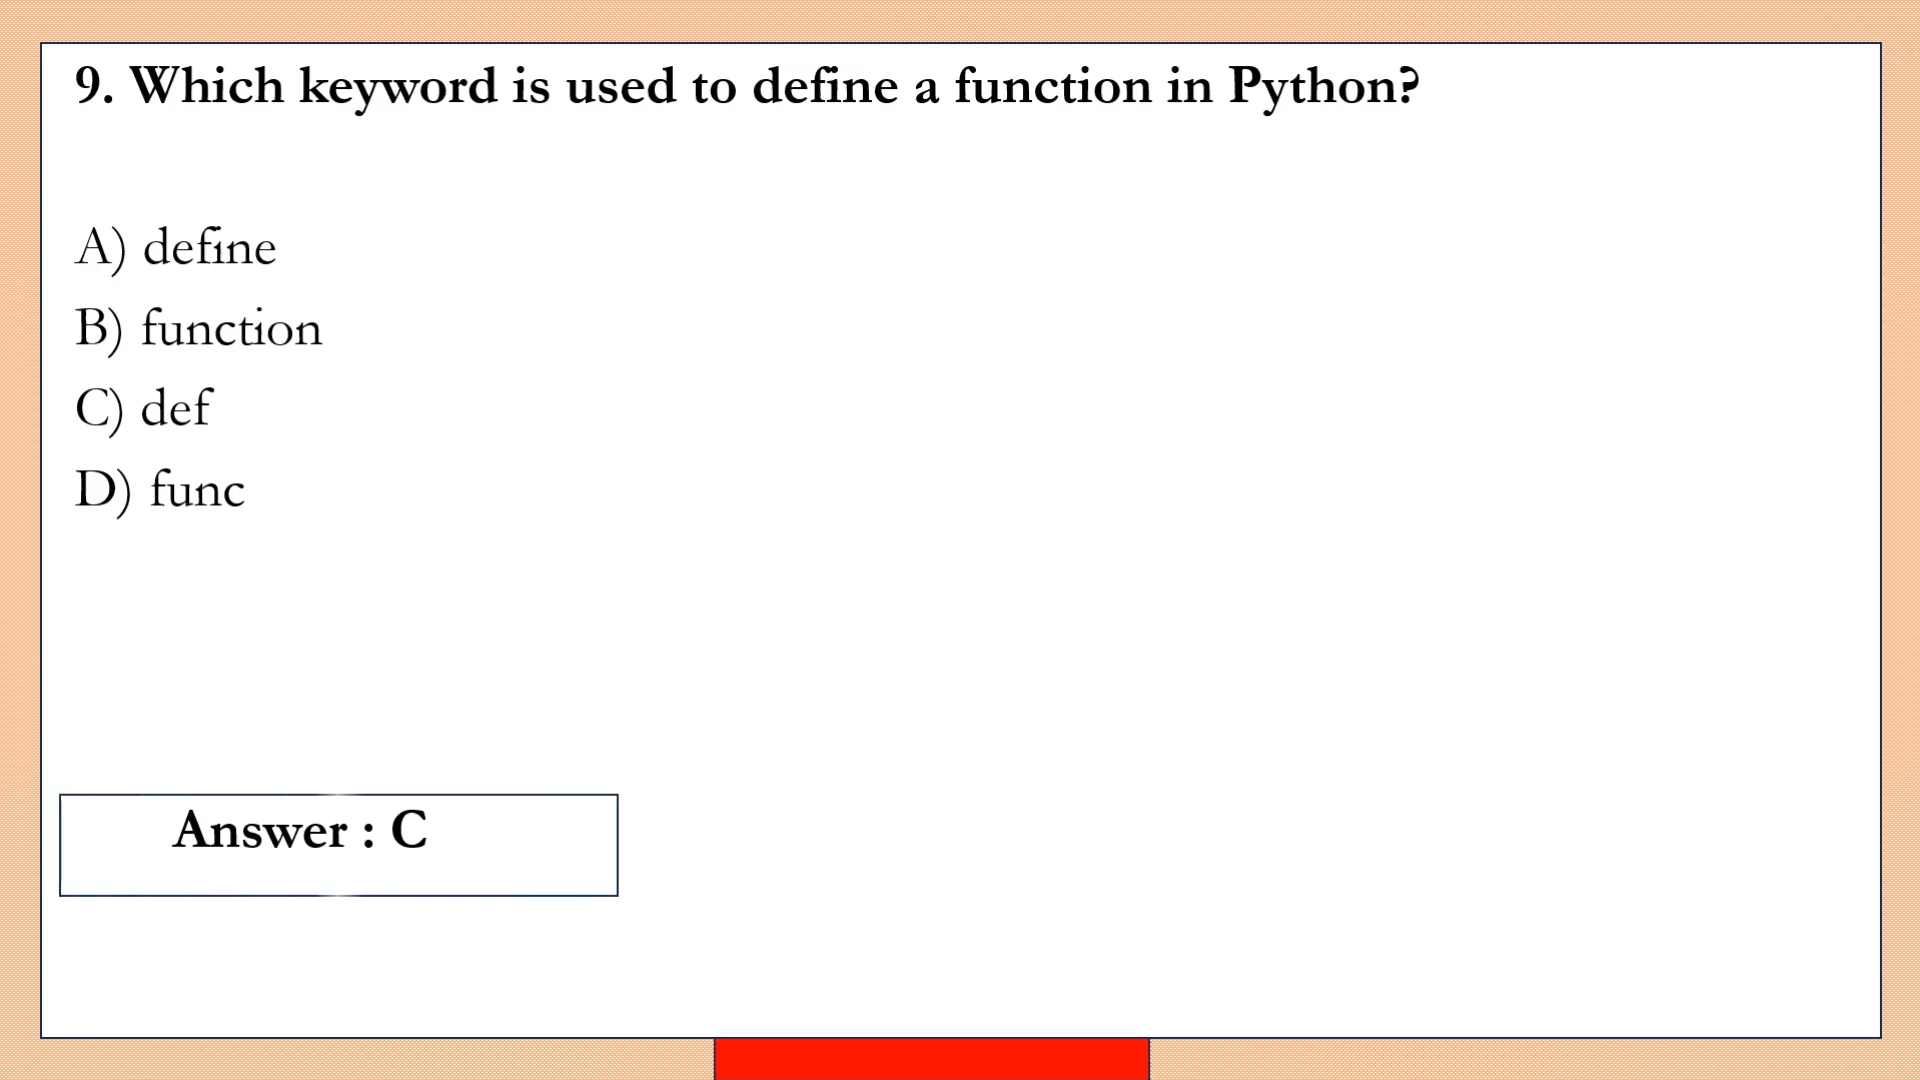 9. Which keyword is used to define a function in Python?
A) define
B) function
C) def
D) func
Answer : C